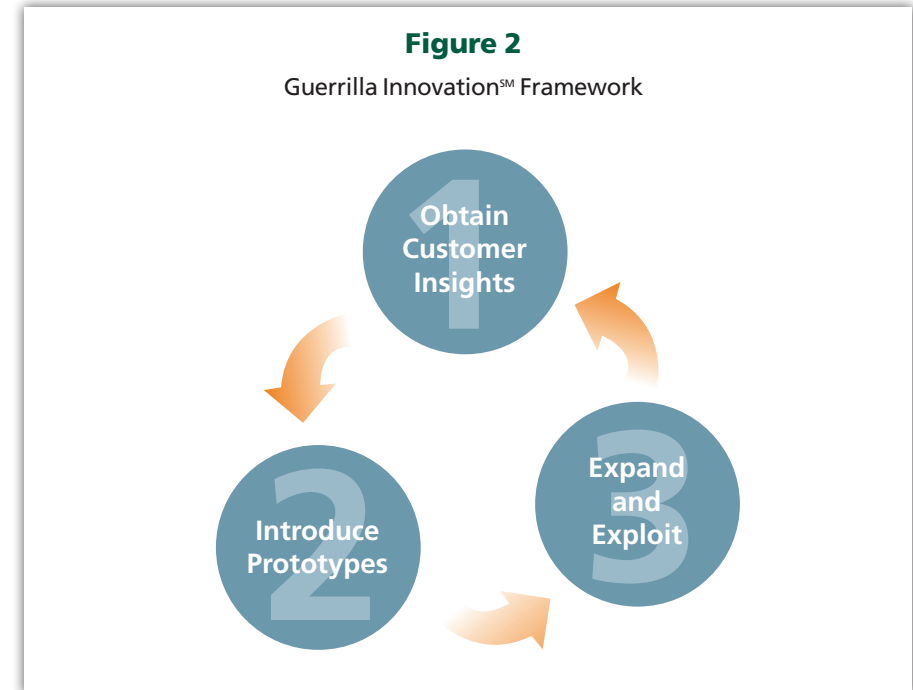 Figure 2
Guerrilla Innovation℠ Framework
1
Obtain
Customer
Insights
2
Introduce
Prototypes
3
Expand
and
Exploit